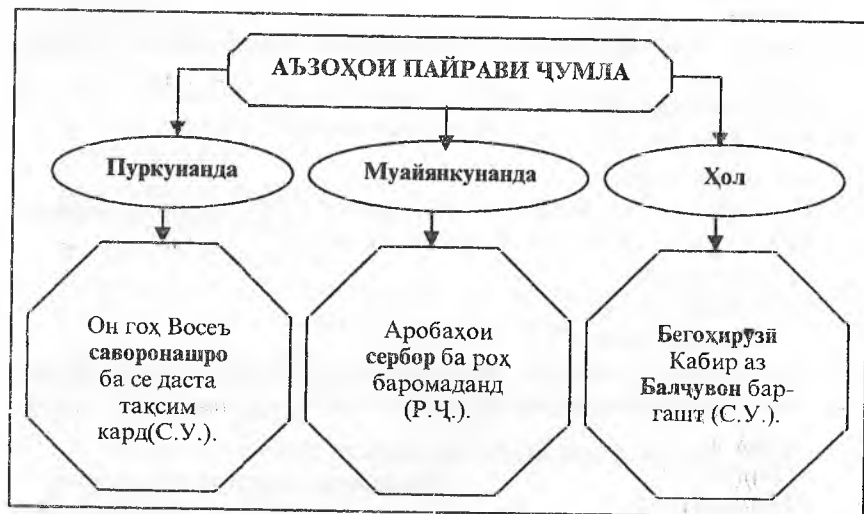 АЪЗОҲОИ ПАЙРАВИ ҶУМЛА
Пуркунанда
Муайянкунанда
Ҳол
Он гоҳ Восеъ
саворонашро
ба се даста
тақсим
кард(С.У.).
Аробаҳои
сербор ба роҳ
баромаданд
(Р.Ҷ.).
Бегоҳирӯзӣ
Кабир аз
Балҷувон бар-
гашт (С.У.).